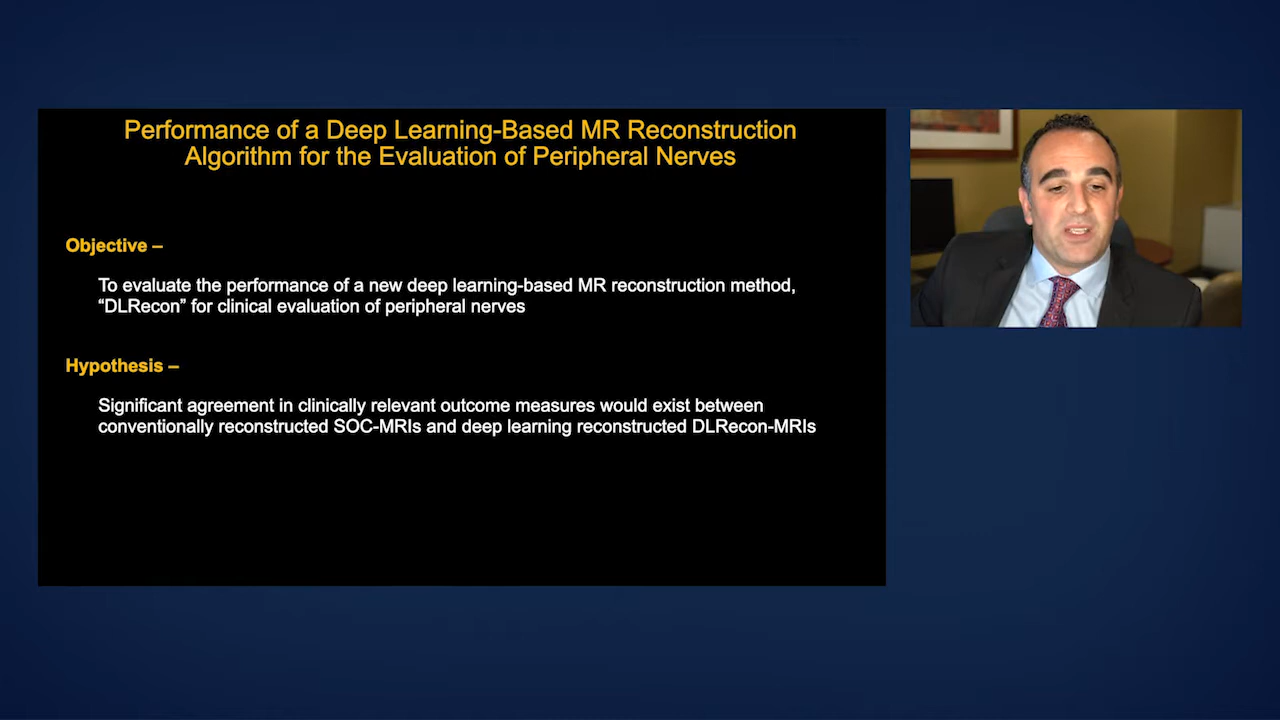 Performance of a Deep Learning-Based MR Reconstruction
Algorithm for the Evaluation of Peripheral Nerves
Objective –
To evaluate the performance of a new deep learning-based MR reconstruction method,
“DLRecon” for clinical evaluation of peripheral nerves
Hypothesis –
Significant agreement in clinically relevant outcome measures would exist between
conventionally reconstructed SOC-MRIs and deep learning reconstructed DLRecon-MRIs